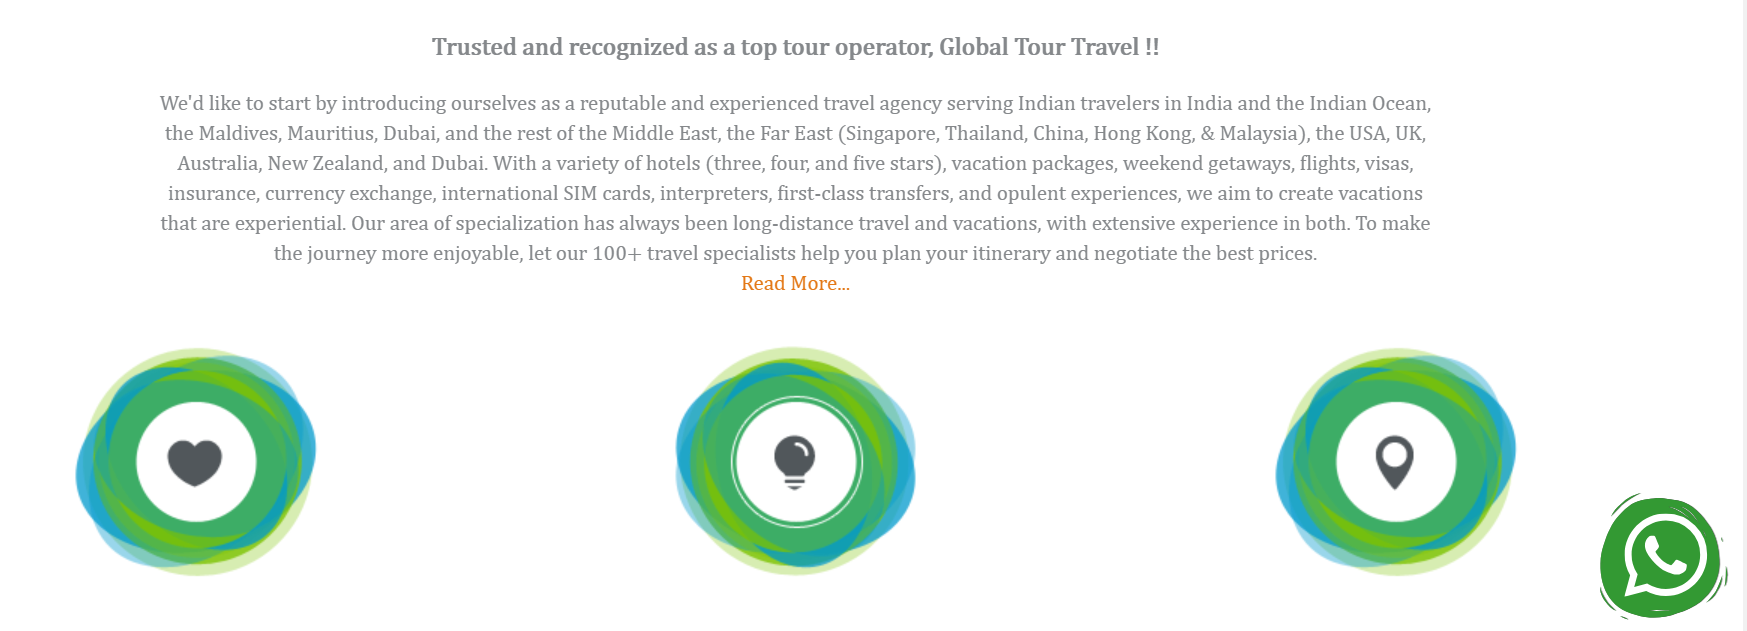 Trusted and recognized as a top tour operator, Global Tour Travel !!
We'd like to start by introducing ourselves as a reputable and experienced travel agency serving Indian travelers in India and the Indian Ocean,
the Maldives, Mauritius, Dubai, and the rest of the Middle East, the Far East (Singapore, Thailand, China, Hong Kong, & Malaysia), the USA, UK,
Australia, New Zealand, and Dubai. With a variety of hotels (three, four, and five stars), vacation packages, weekend getaways, flights, visas,
insurance, currency exchange, international SIM cards, interpreters, first-class transfers, and opulent experiences, we aim to create vacations
that are experiential. Our area of specialization has always been long-distance travel and vacations, with extensive experience in both. To make
the journey more enjoyable, let our 100+ travel specialists help you plan your itinerary and negotiate the best prices.
Read More...